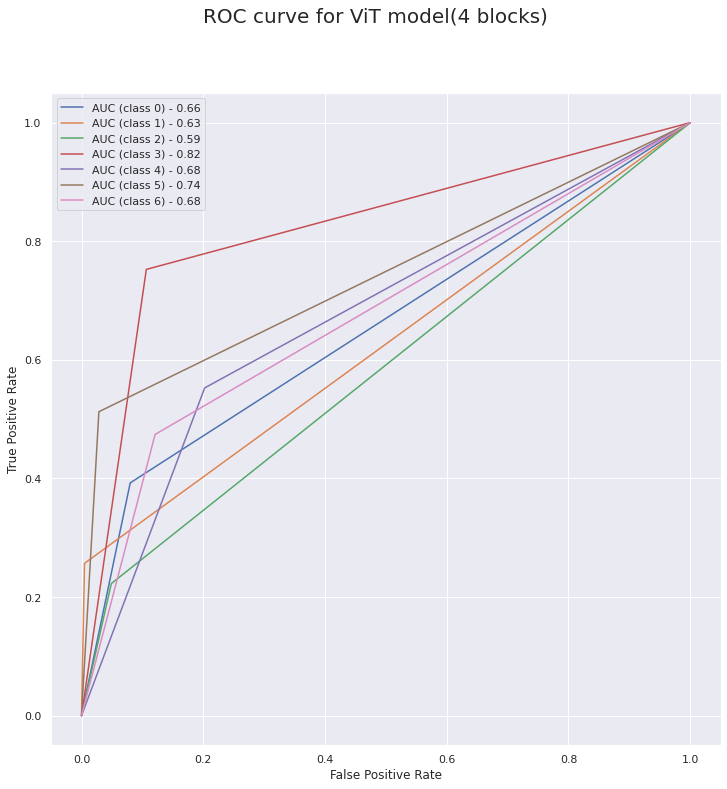 ROC curve for ViT model(4 blocks)
AUC (class 0) - 0.66
AUC (class 1) - 0.63
AUC (class 2) - 0.59
AUC (class 3) - 0.82
AUC (class 4) - 0.68
AUC (class 5) - 0.74
AUC (class 6) - 0.68
1.0
0.8
0.6
0.4
0.2
0.0
True Positive Rate
0.0 0.2 0.4 0.6 0.8 1.0
False Positive Rate